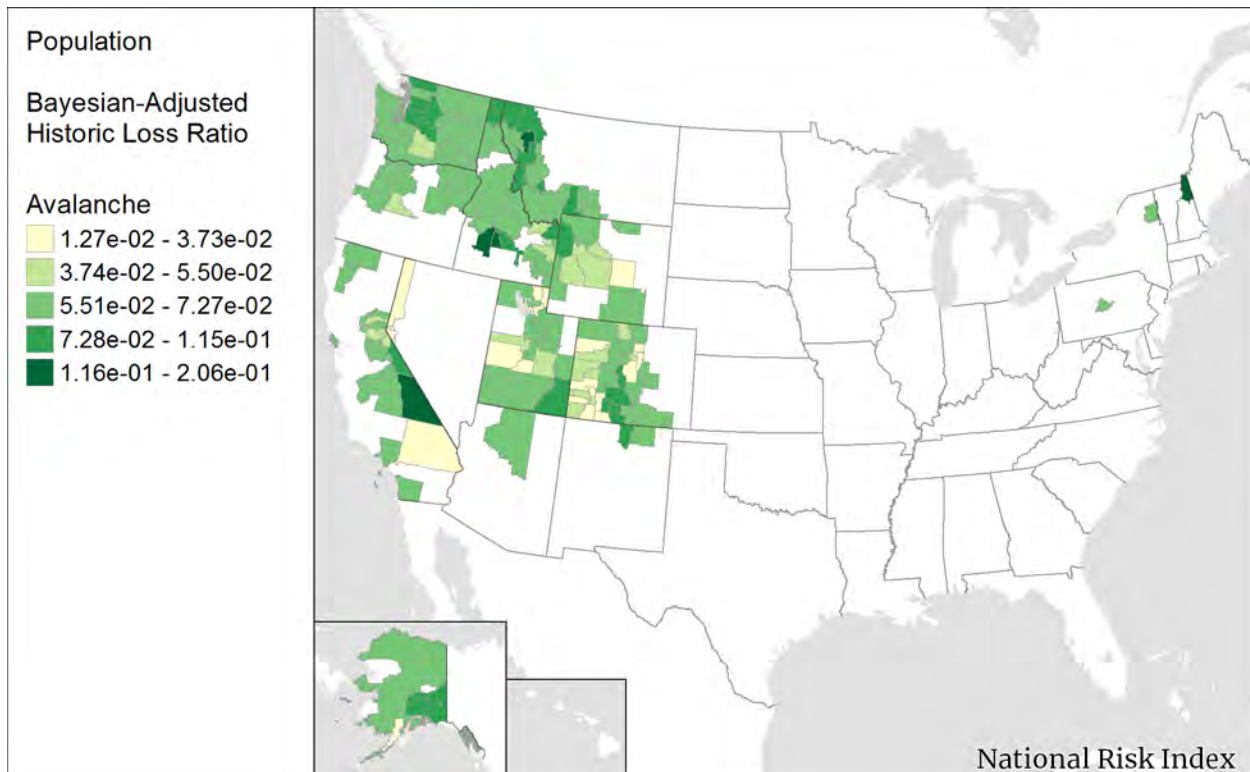 Population
Bayesian-Adjusted
Historic Loss Ratio
Avalanche
1.27e-02 - 3.73e-02
3.74e-02 - 5.50e-02
5.51e-02 - 7.27e-02
7.28e-02 - 1.15e-01
1.16e-01 - 2.06e-01
National Risk Index